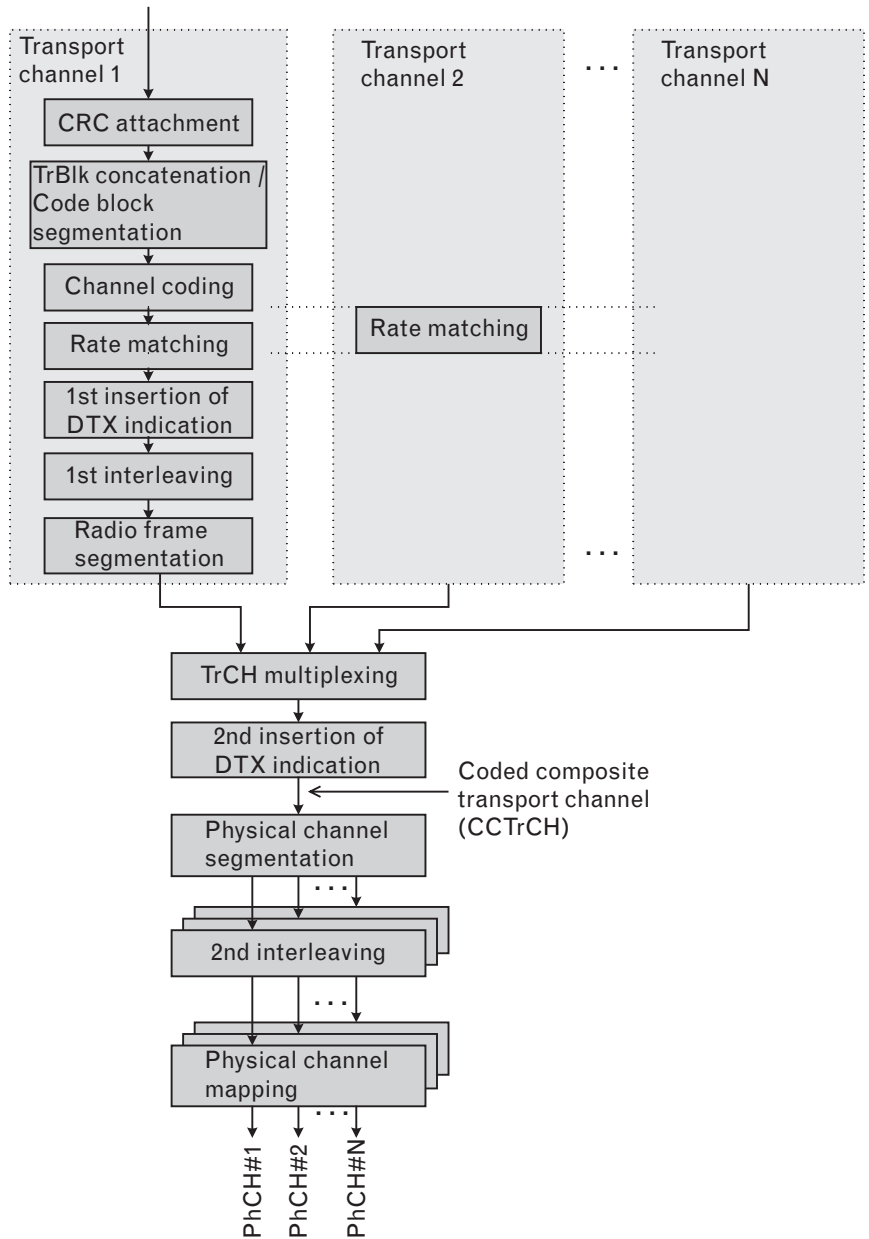 Transport
channel 1
Transport
channel 2
...
Transport
channel N
CRC attachment
TrBlk concatenation /
Code block
segmentation
Channel coding
Rate matching
Rate matching
1st insertion of
DTX indication
1st interleaving
Radio frame
segmentation
...
TrCH multiplexing
2nd insertion of
DTX indication
Coded composite
transport channel
(CCTrCH)
Physical channel
segmentation
...
2nd interleaving
...
Physical channel
mapping
...
PhCH#1
PhCH#2
PhCH#N